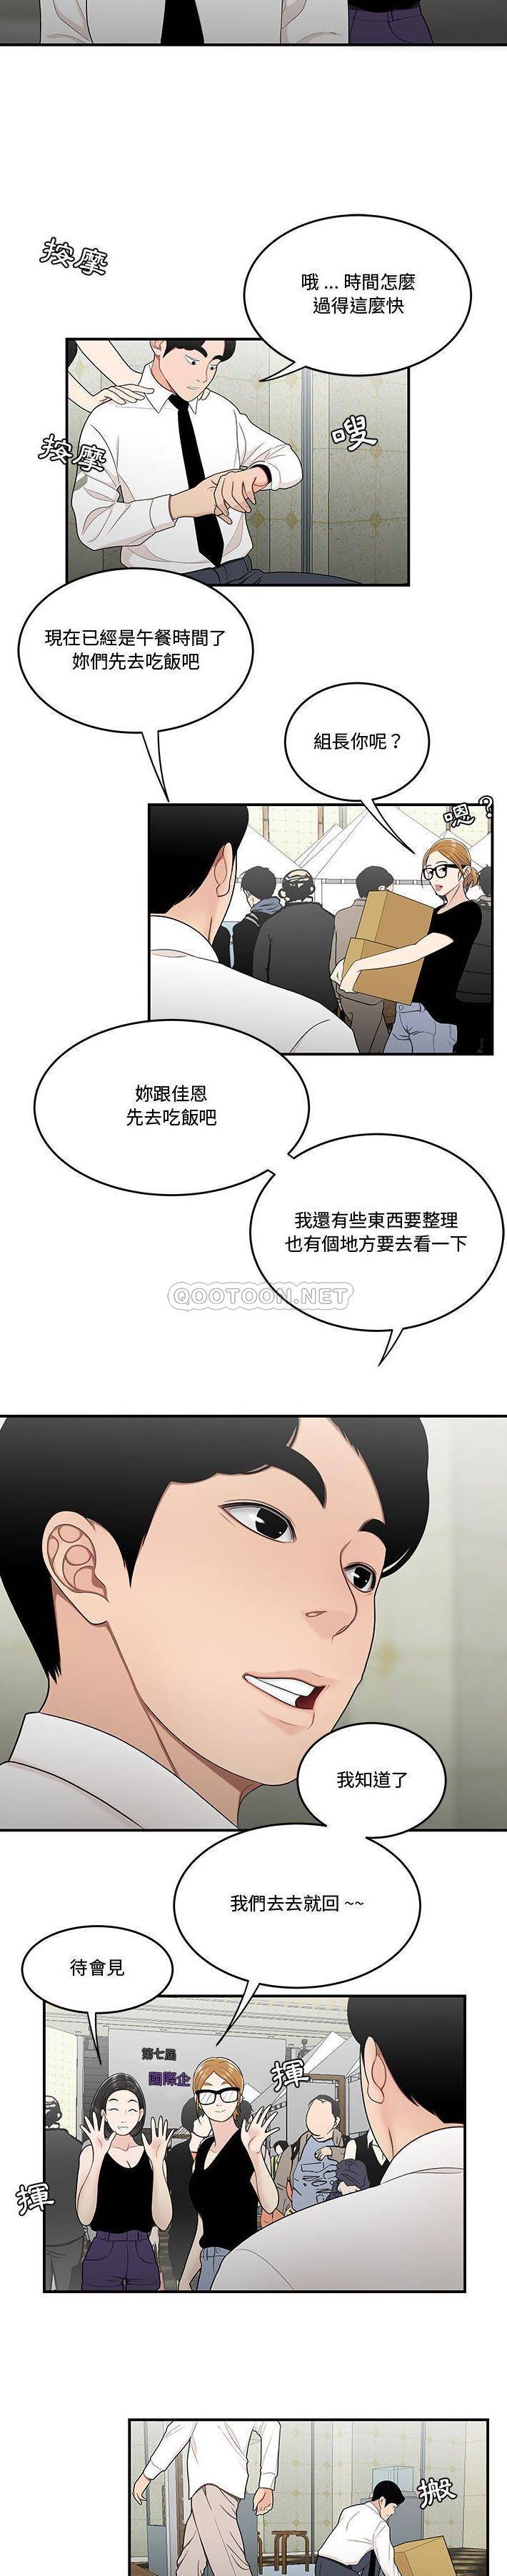 按摩
哦 ... 時間怎麼
過得這麼快
按摩
嗖
現在已經是午餐時間了
妳們先去吃飯吧
組長你呢？
嗯？
妳跟佳恩
先去吃飯吧
我還有些東西要整理
也有個地方要去看一下
QOOTOON.NET
我知道了
我們去去就回 ~~
待會見
第七屆
國際企
揮
揮
搬